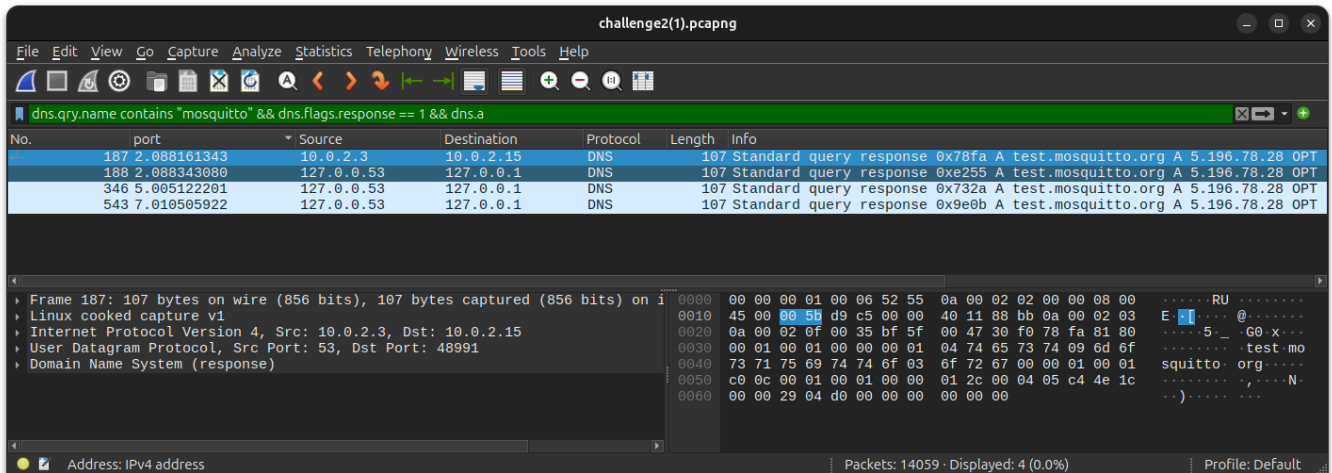 challenge2(1).pcapng
File Edit View Go Capture Analyze Statistics Telephony Wireless Tools Help
dns.qry.name contains "mosquitto" && dns.flags.response == 1 && dns.a
No. port Source Destination Protocol Length Info
187 2.088161343 10.0.2.3 10.0.2.15 DNS 107 Standard query response 0x78fa A test.mosquitto.org A 5.196.78.28 OPT
188 2.088343080 127.0.0.53 127.0.0.1 DNS 107 Standard query response 0xe255 A test.mosquitto.org A 5.196.78.28 OPT
346 5.005122201 127.0.0.53 127.0.0.1 DNS 107 Standard query response 0x732a A test.mosquitto.org A 5.196.78.28 OPT
543 7.010505922 127.0.0.53 127.0.0.1 DNS 107 Standard query response 0x9e0b A test.mosquitto.org A 5.196.78.28 OPT
Frame 187: 107 bytes on wire (856 bits), 107 bytes captured (856 bits) on i
Linux cooked capture v1
Internet Protocol Version 4, Src: 10.0.2.3, Dst: 10.0.2.15
User Datagram Protocol, Src Port: 53, Dst Port: 48991
Domain Name System (response)
0000 00 00 00 01 00 06 52 55 0a 00 02 02 00 00 08 00 ······RU ········
0010 45 00 00 5b d9 c5 00 00 40 11 88 bb 0a 00 02 03 E··[···· @·······
0020 0a 00 02 0f 00 35 bf 5f 00 47 30 f0 78 fa 81 80 ·····5·_ ·G0·x···
0030 00 01 00 01 00 00 00 01 04 74 65 73 74 09 6d 6f ········ ·test·mo
0040 73 71 75 69 74 74 6f 03 6f 72 67 00 00 01 00 01 squitto· org·····
0050 c0 0c 00 01 00 01 00 00 01 2c 00 04 05 c4 4e 1c ········ ·,····N·
0060 00 00 29 04 d0 00 00 00 00 00 00 ··)····· ···
Address: IPv4 address Packets: 14059 · Displayed: 4 (0.0%) Profile: Default